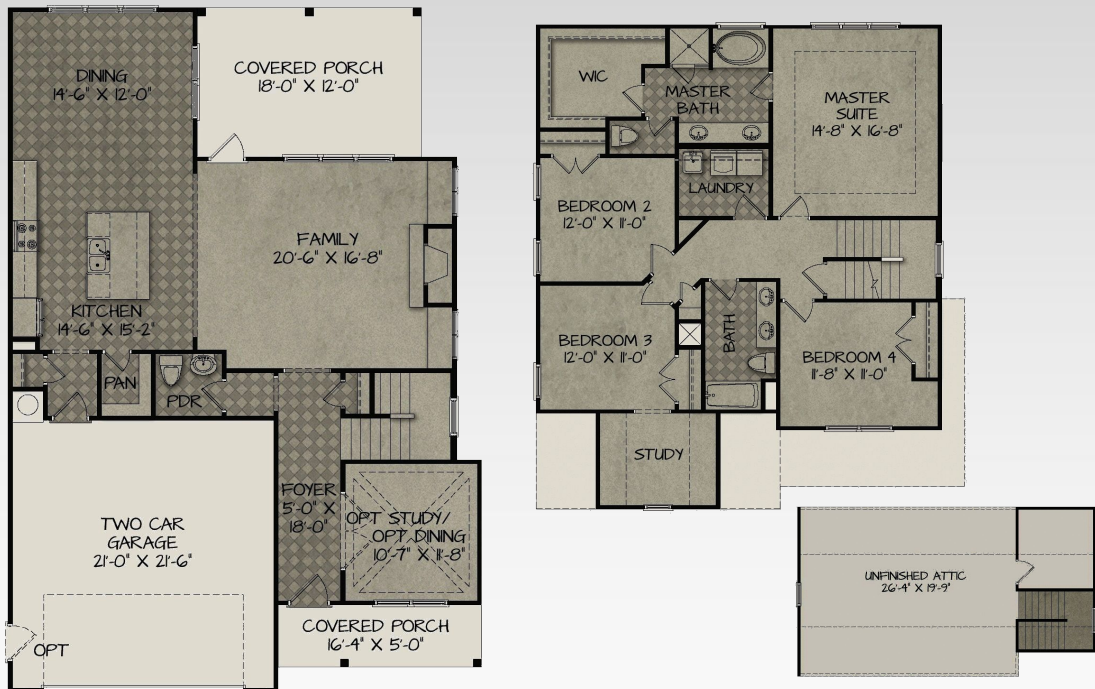 DINING
14'-6" X 12'-0"
COVERED PORCH
18'-0" X 12'-0"
FAMILY
20'-6" X 16'-8"
KITCHEN
14'-6" X 15'-2"
PAN
PDR
FOYER
5'-0" X
18'-0"
OPT STUDY/
OPT DINING
10'-7" X 11'-8"
TWO CAR
GARAGE
21'-0" X 21'-6"
OPT
COVERED PORCH
16'-4" X 5'-0"
WIC
MASTER
BATH
MASTER
SUITE
14'-8" X 16'-8"
LAUNDRY
BEDROOM 2
12'-0" X 11'-0"
BEDROOM 3
12'-0" X 11'-0"
BATH
BEDROOM 4
11'-8" X 11'-0"
STUDY
UNFINISHED ATTIC
26'-4" X 19'-9"